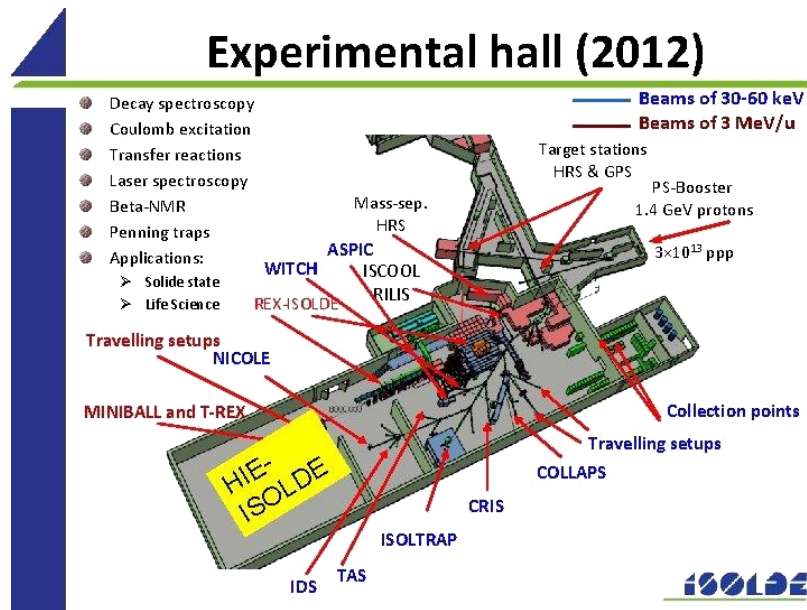 Experimental hall (2012)
Decay spectroscopy
Coulomb excitation
Transfer reactions
Laser spectroscopy
Beta-NMR
Penning traps
Applications:
Solide state
Life Science
Beams of 30-60 keV
Beams of 3 MeV/u
Target stations
HRS & GPS
PS-Booster
1.4 GeV protons
3×10¹³ ppp
Mass-sep.
HRS
ASPIC
WITCH
ISCOOL
RILIS
REX-ISOLDE
Travelling setups
NICOLE
MINIBALL and T-REX
HIE-
ISOLDE
Collection points
Travelling setups
COLLAPS
CRIS
ISOLTRAP
TAS
IDS
ISOLDE